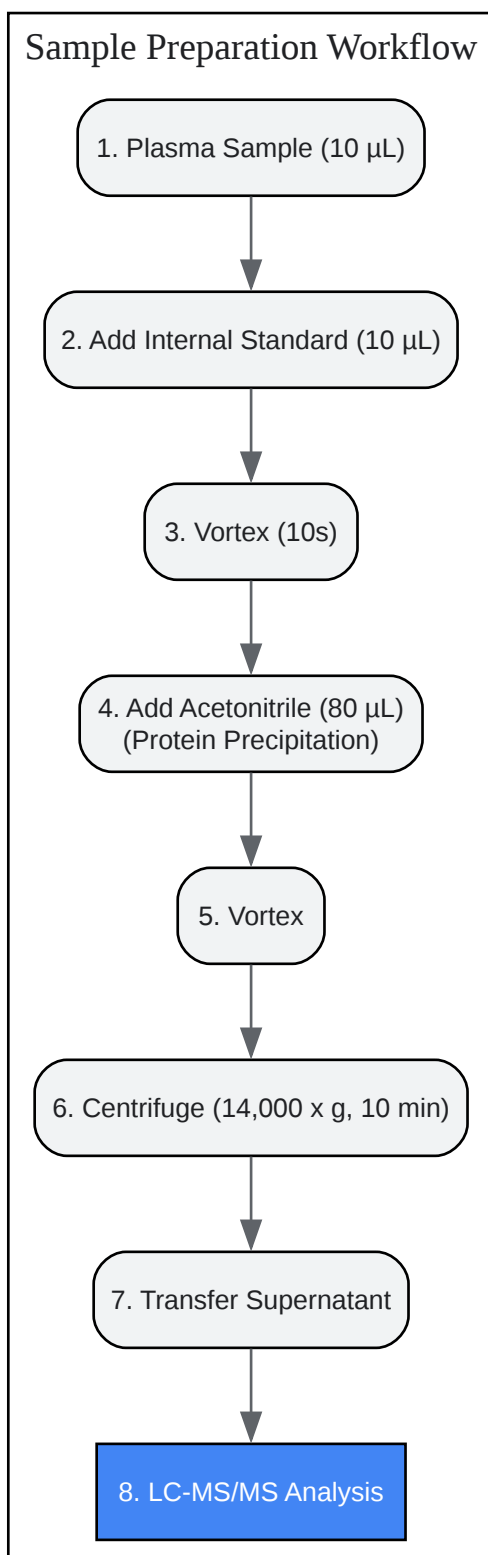 Sample Preparation Workflow
1. Plasma Sample (10 µL)
2. Add Internal Standard (10 µL)
3. Vortex (10s)
4. Add Acetonitrile (80 µL)
(Protein Precipitation)
5. Vortex
6. Centrifuge (14,000 x g, 10 min)
7. Transfer Supernatant
8. LC-MS/MS Analysis